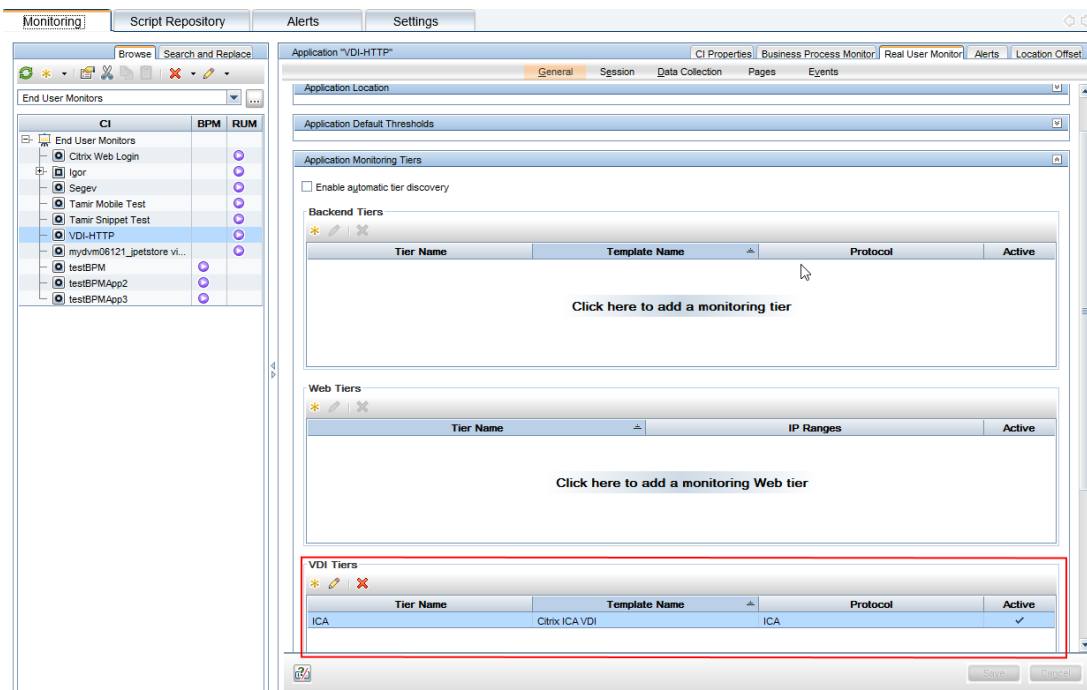 Monitoring Script Repository Alerts Settings
Browse Search and Replace
End User Monitors
...
CI BPM RUM
End User Monitors
Citrix Web Login
Igor
Segev
Tamir Mobile Test
Tamir Snippet Test
VDI-HTTP
mydvm06121_jpetstore vi...
testBPM
testBPMApp2
testBPMApp3
Application "VDI-HTTP" CI Properties Business Process Monitor Real User Monitor Alerts Location Offset
General Session Data Collection Pages Events
Application Location
Application Default Thresholds
Application Monitoring Tiers
Enable automatic tier discovery
Backend Tiers
Tier Name Template Name Protocol Active
Click here to add a monitoring tier
Web Tiers
Tier Name IP Ranges Active
Click here to add a monitoring Web tier
VDI Tiers
Tier Name Template Name Protocol Active
ICA Citrix ICA VDI ICA
Save Cancel